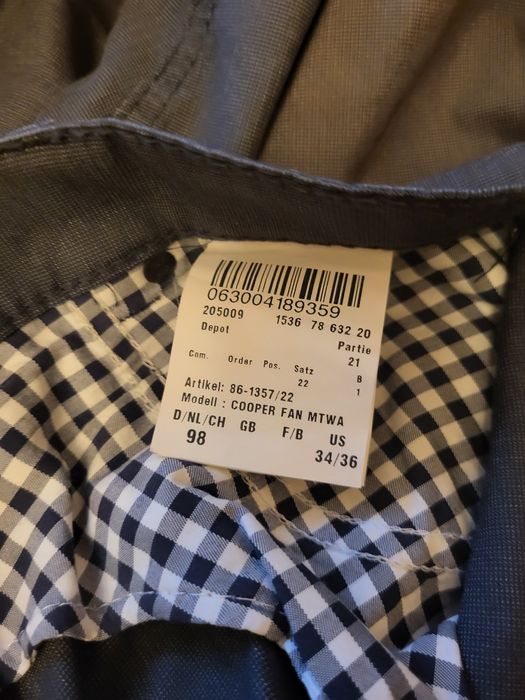 063004189359
205009 1536 78 632 20
Depot Partie
21
Com. Order Pos. Satz B
22 1
Artikel: 86-1357/22
Modell : COOPER FAN MTWA
D/NL/CH GB F/B US
98 34/36